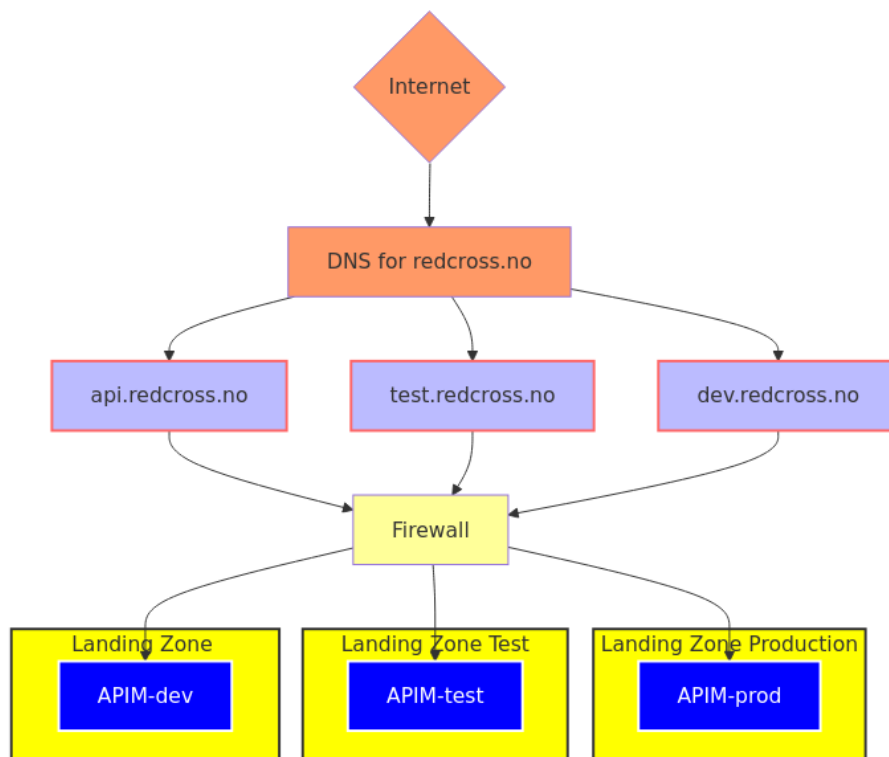 Internet
DNS for redcross.no
api.redcross.no
test.redcross.no
dev.redcross.no
Firewall
Landing Zone
Landing Zone Test
Landing Zone Production
APIM-dev
APIM-test
APIM-prod